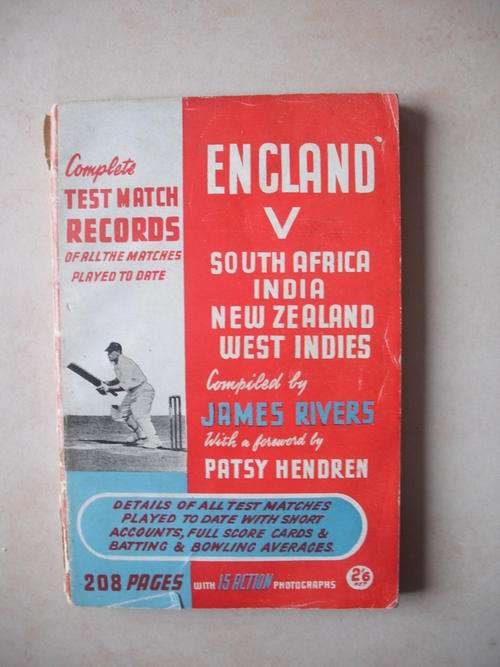 Complete
TEST MATCH
RECORDS
OF ALL THE MATCHES
PLAYED TO DATE
ENGLAND
V
SOUTH AFRICA
INDIA
NEW ZEALAND
WEST INDIES
Compiled by
JAMES RIVERS
With a foreword by
PATSY HENDREN
DETAILS OF ALL TEST MATCHES
PLAYED TO DATE WITH SHORT
ACCOUNTS, FULL SCORE CARDS &
BATTING & BOWLING AVERAGES.
208 PAGES WITH 15 ACTION PHOTOGRAPHS
2/6
NET